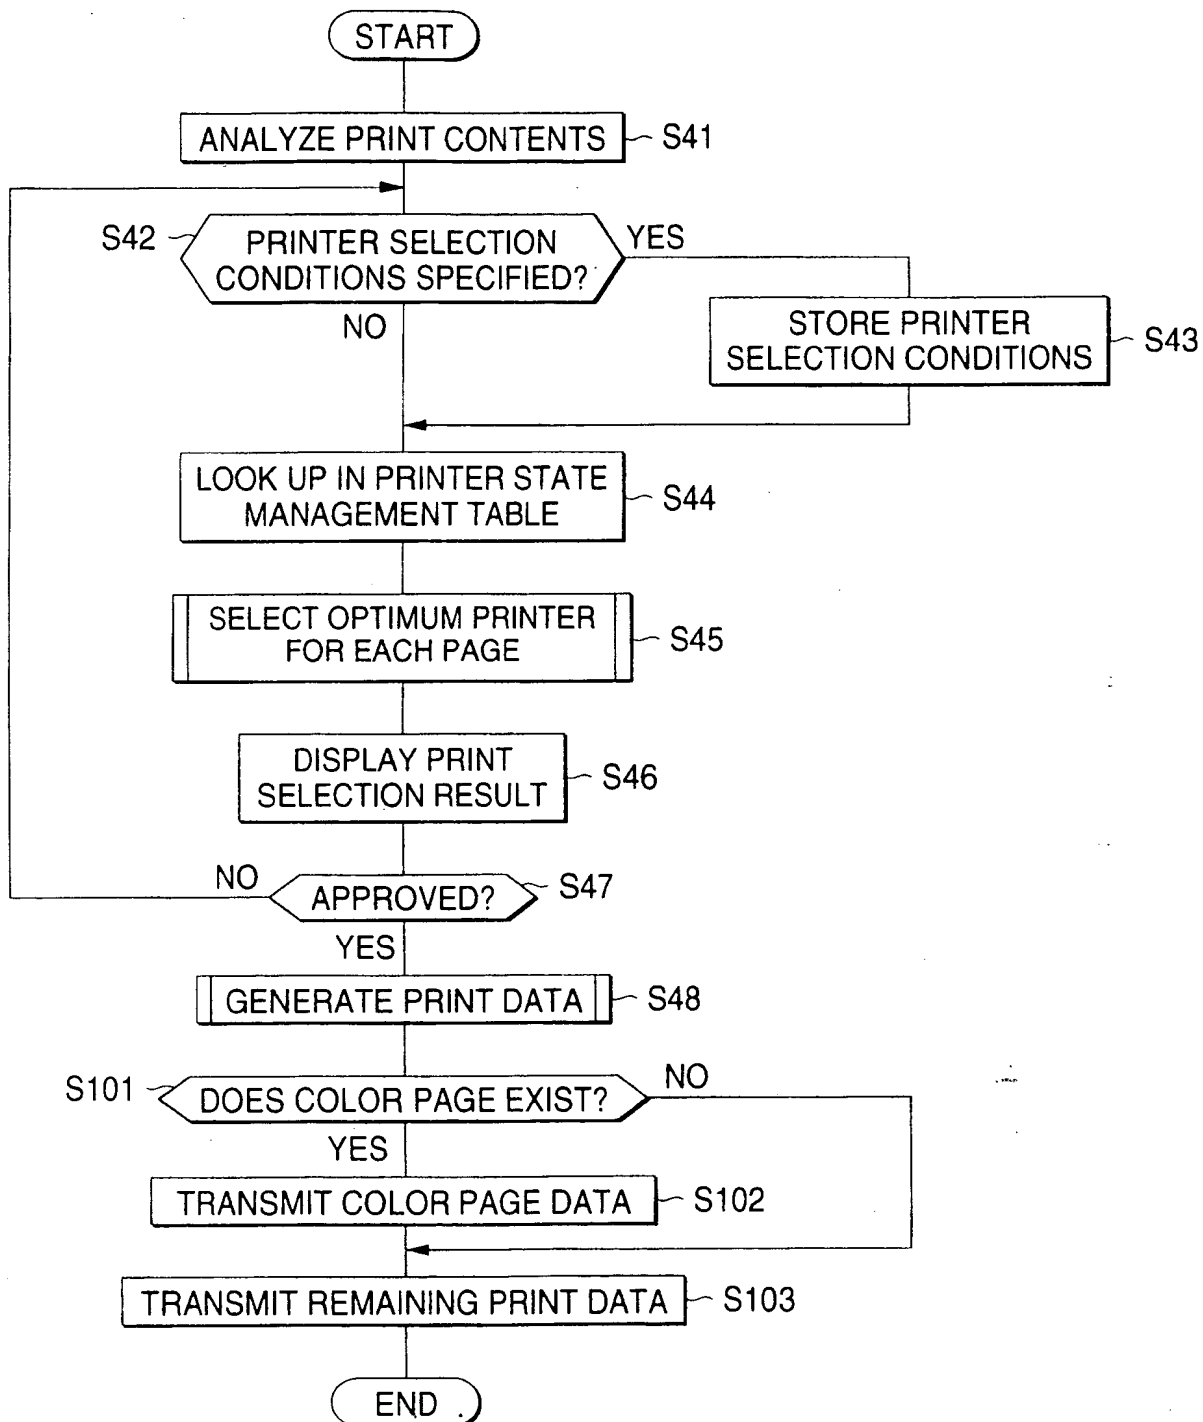 START
ANALYZE PRINT CONTENTS
S41
S42
PRINTER SELECTION
CONDITIONS SPECIFIED?
YES
NO
STORE PRINTER
SELECTION CONDITIONS
S43
LOOK UP IN PRINTER STATE
MANAGEMENT TABLE
S44
SELECT OPTIMUM PRINTER
FOR EACH PAGE
S45
DISPLAY PRINT
SELECTION RESULT
S46
NO
APPROVED?
S47
YES
GENERATE PRINT DATA
S48
S101
DOES COLOR PAGE EXIST?
NO
YES
TRANSMIT COLOR PAGE DATA
S102
TRANSMIT REMAINING PRINT DATA
S103
END